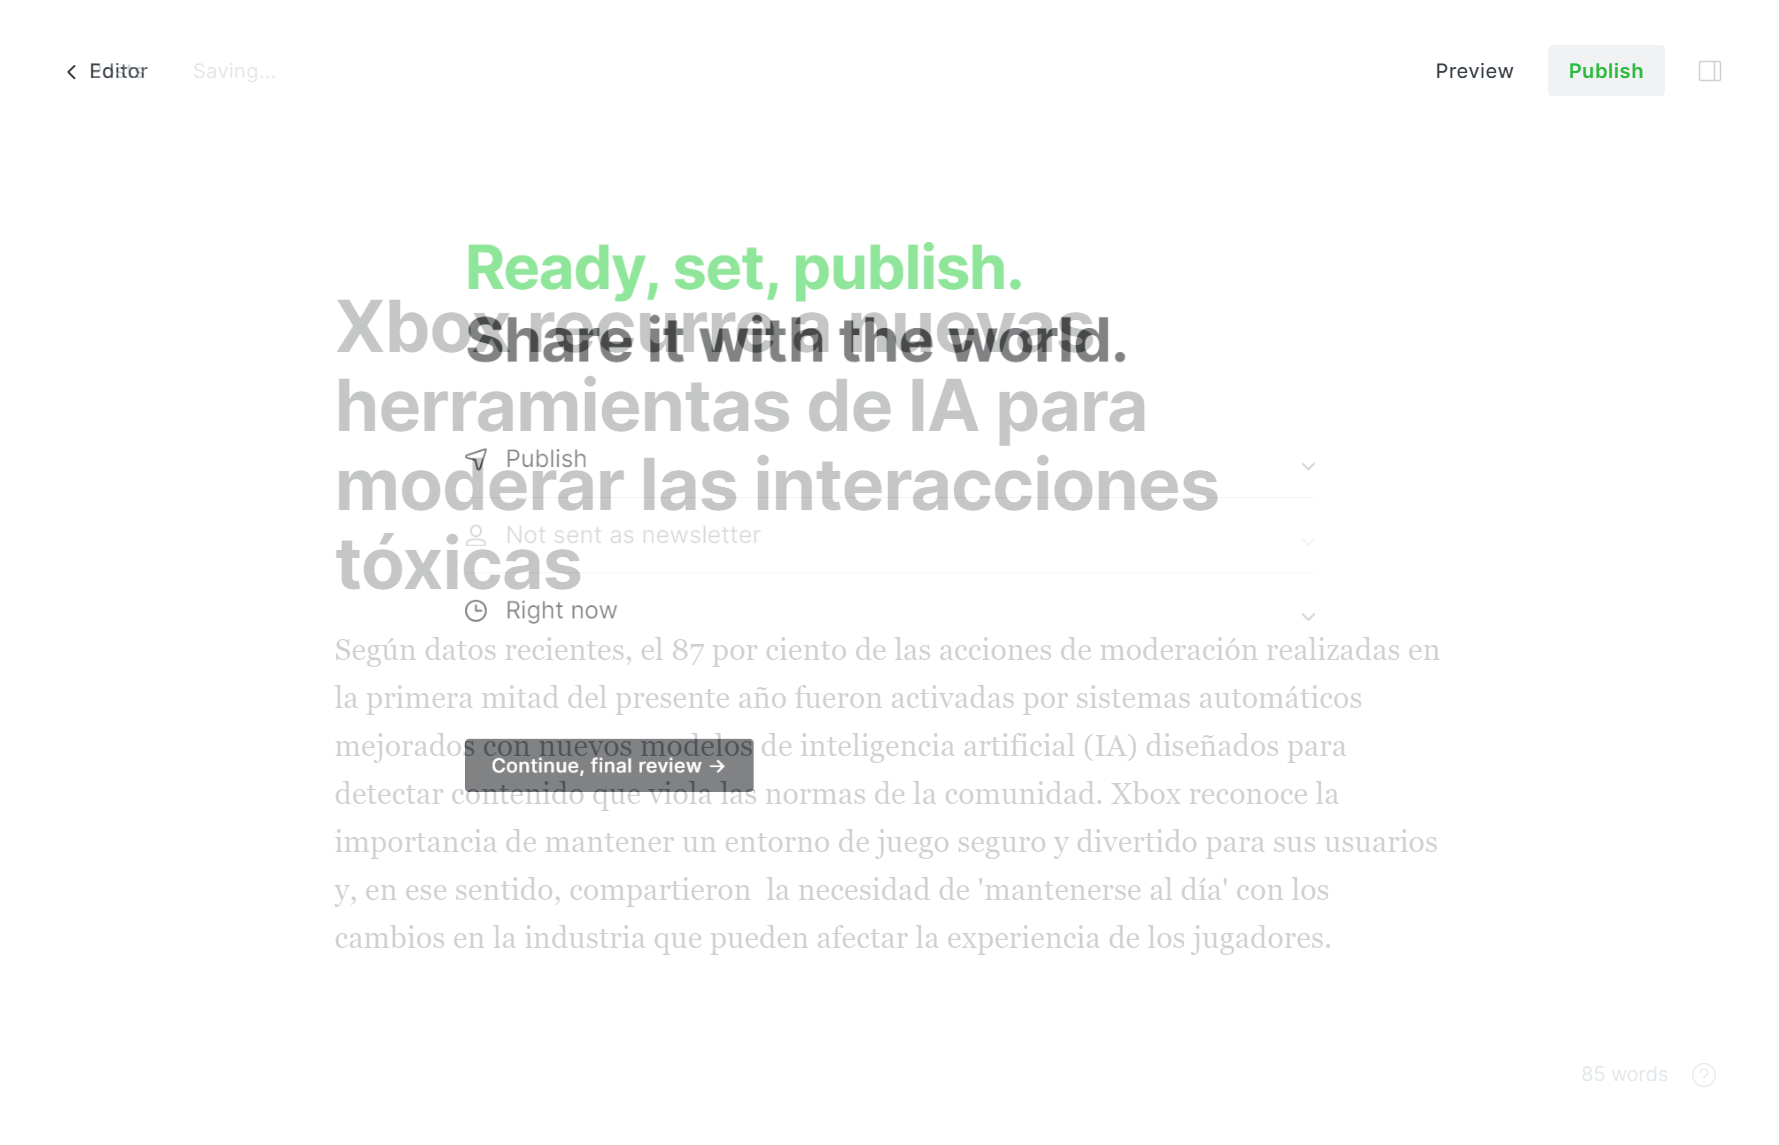 Editor
Posts
Saving...
Preview
Publish
Ready, set, publish.
Share it with the world.
Xbox recurre a nuevas
herramientas de IA para
moderar las interacciones
tóxicas
Publish
Not sent as newsletter
Right now
Según datos recientes, el 87 por ciento de las acciones de moderación realizadas en
la primera mitad del presente año fueron activadas por sistemas automáticos
mejorados con nuevos modelos de inteligencia artificial (IA) diseñados para
detectar contenido que viola las normas de la comunidad. Xbox reconoce la
importancia de mantener un entorno de juego seguro y divertido para sus usuarios
y, en ese sentido, compartieron  la necesidad de 'mantenerse al día' con los
cambios en la industria que pueden afectar la experiencia de los jugadores.
Continue, final review →
85 words
?